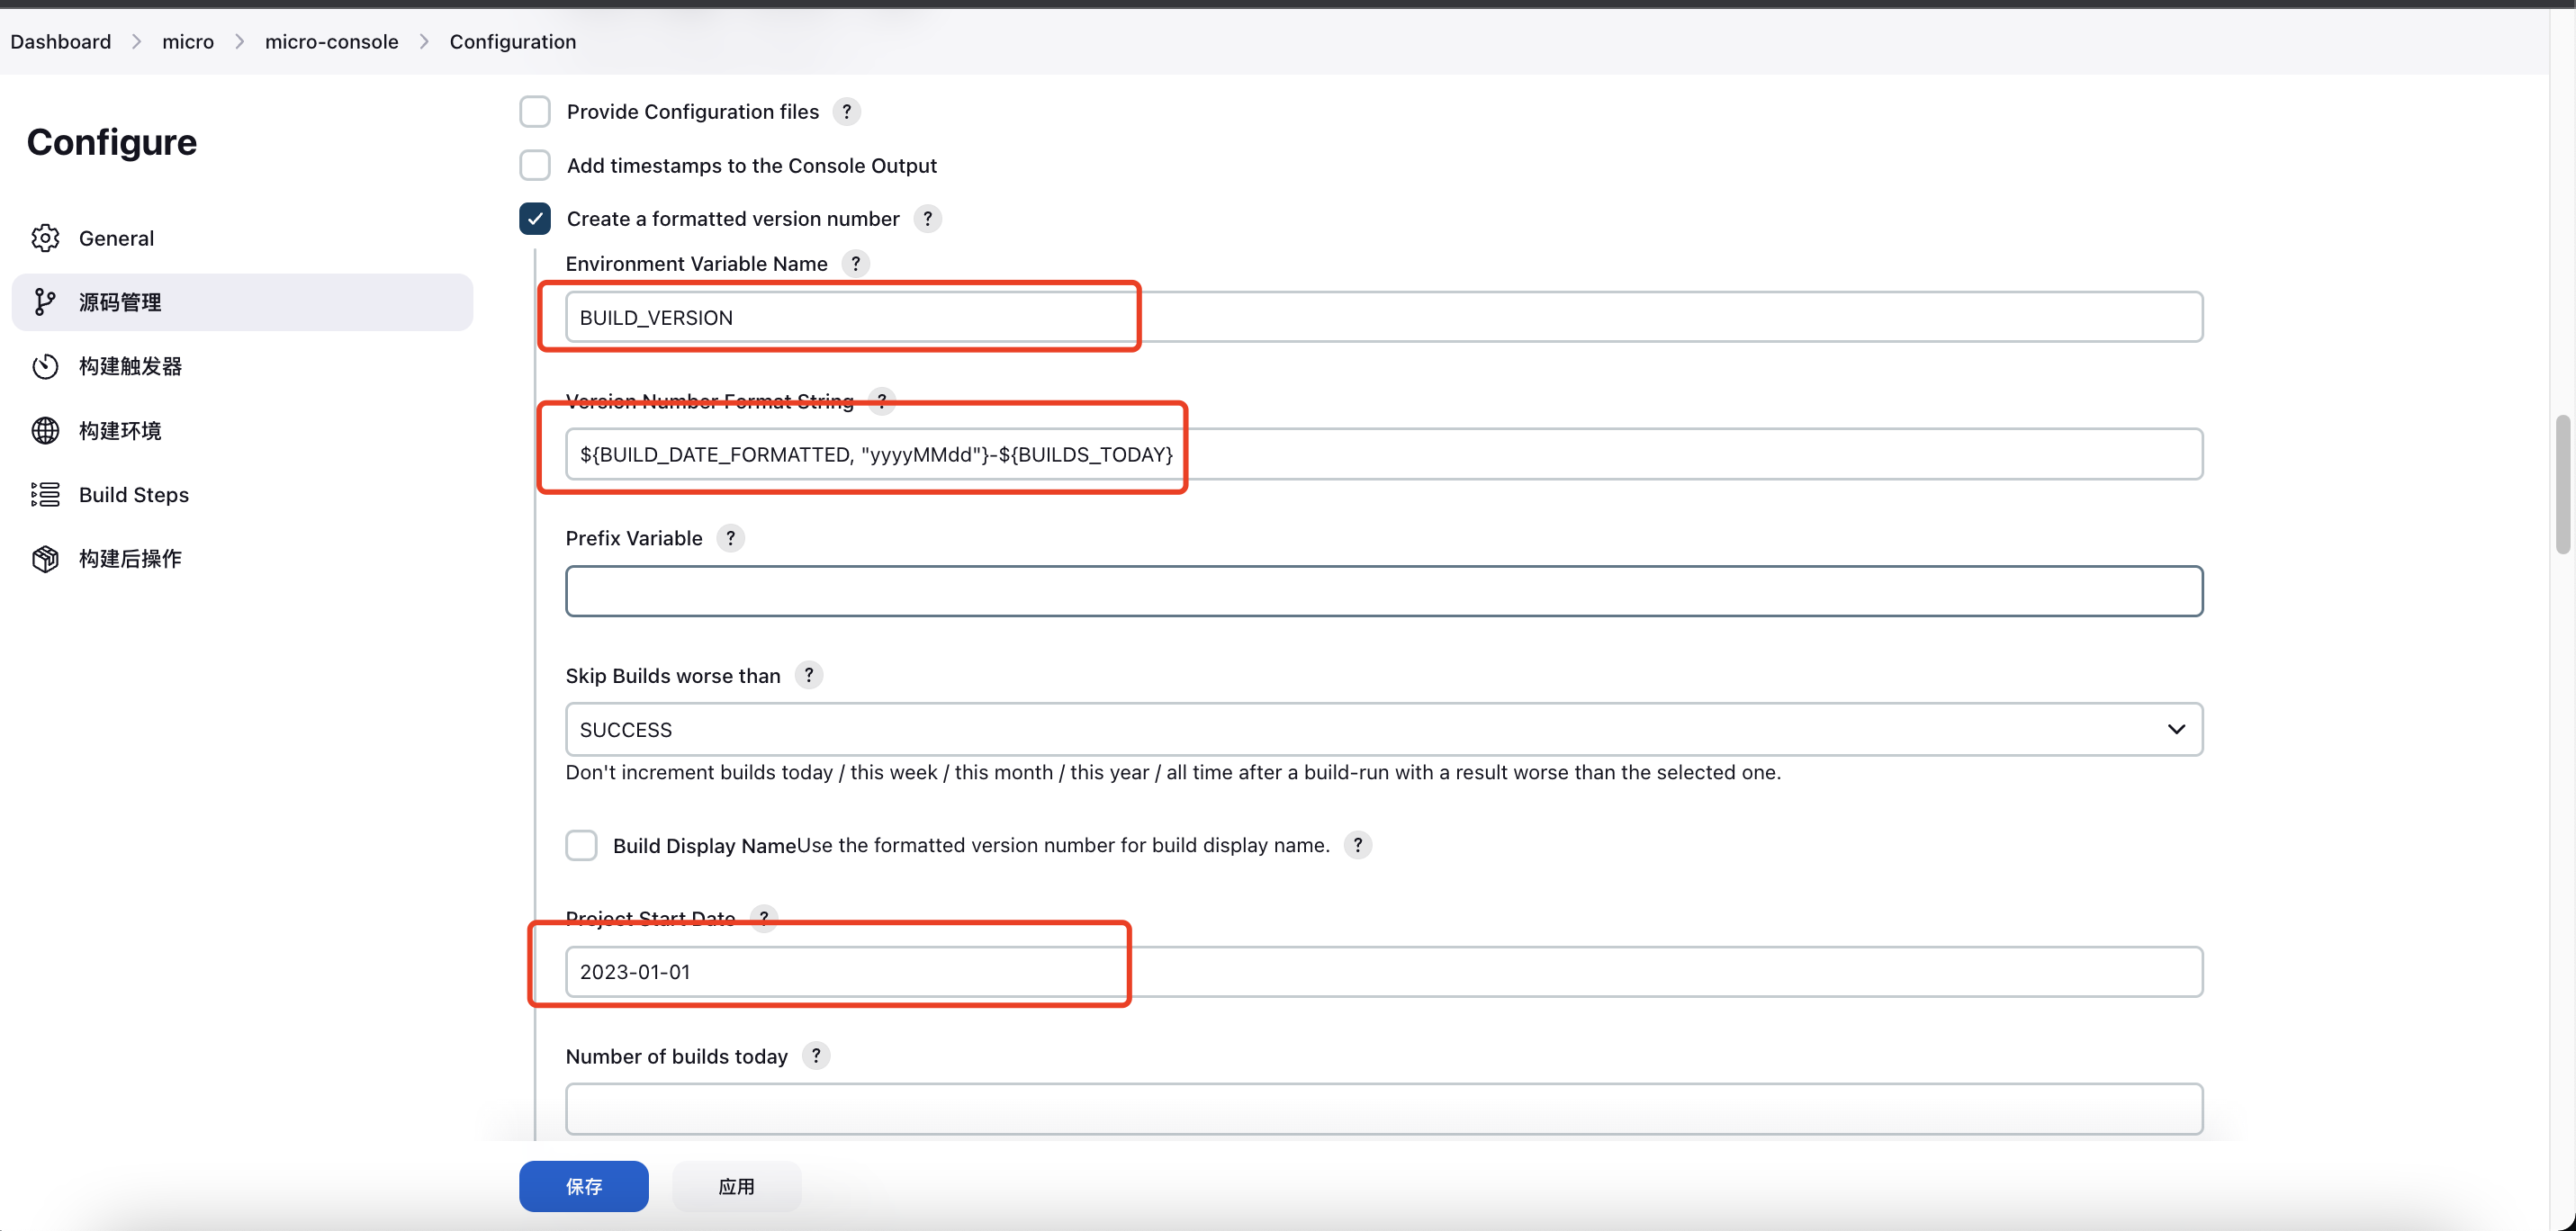 Dashboard > micro > micro-console > Configuration
Configure
General
源码管理
构建触发器
构建环境
Build Steps
构建后操作
Provide Configuration files ?
Add timestamps to the Console Output
Create a formatted version number ?
Environment Variable Name ?
BUILD_VERSION
Version Number Format String ?
${BUILD_DATE_FORMATTED, "yyyyMMdd"}-${BUILDS_TODAY}
Prefix Variable ?
Skip Builds worse than ?
SUCCESS
Don't increment builds today / this week / this month / this year / all time after a build-run with a result worse than the selected one.
Build Display NameUse the formatted version number for build display name. ?
Project Start Date ?
2023-01-01
Number of builds today ?
保存
应用